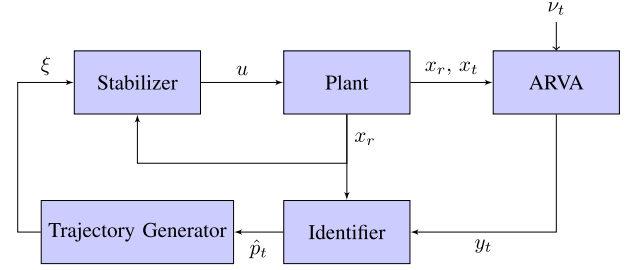 ν_t
ξ
Stabilizer
u
Plant
x_r, x_t
ARVA
x_r
Trajectory Generator
p̂_t
Identifier
y_t